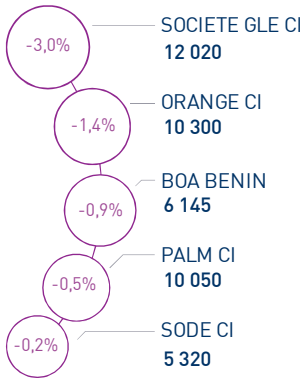 -3,0%
SOCIETE GLE CI
12 020
-1,4%
ORANGE CI
10 300
-0,9%
BOA BENIN
6 145
-0,5%
PALM CI
10 050
-0,2%
SODE CI
5 320